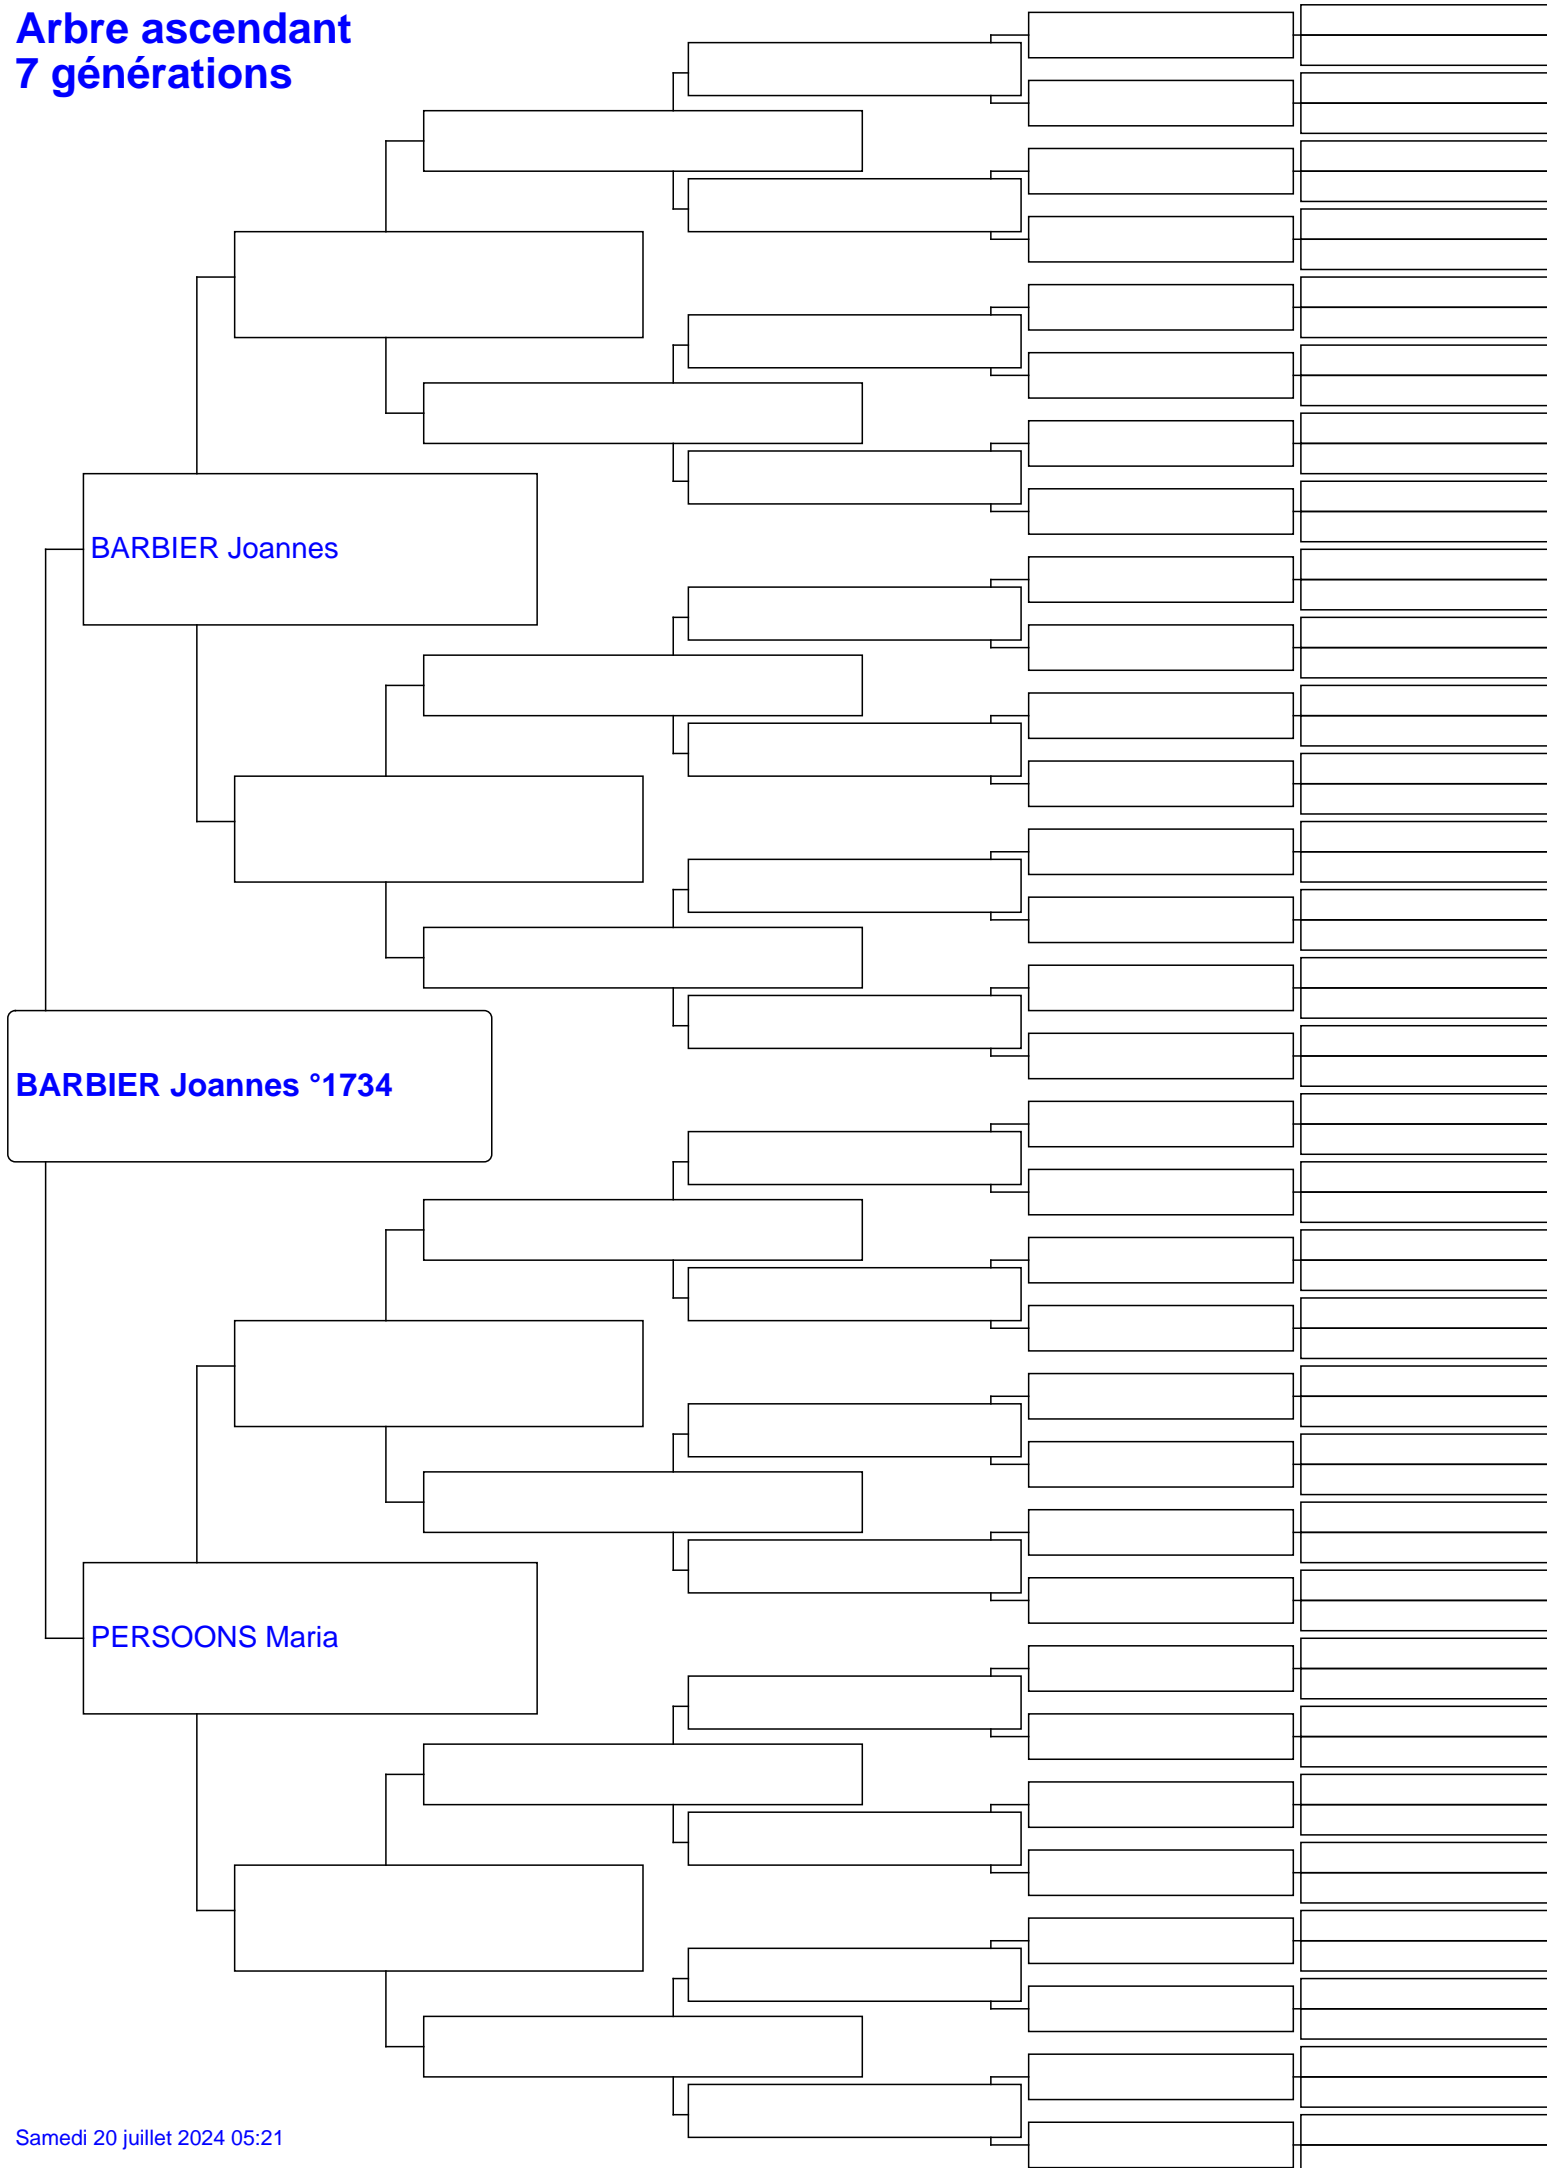 Arbre ascendant
7 générations
BARBIER Joannes
BARBIER Joannes °1734
PERSOONS Maria
Samedi 20 juillet 2024 05:21